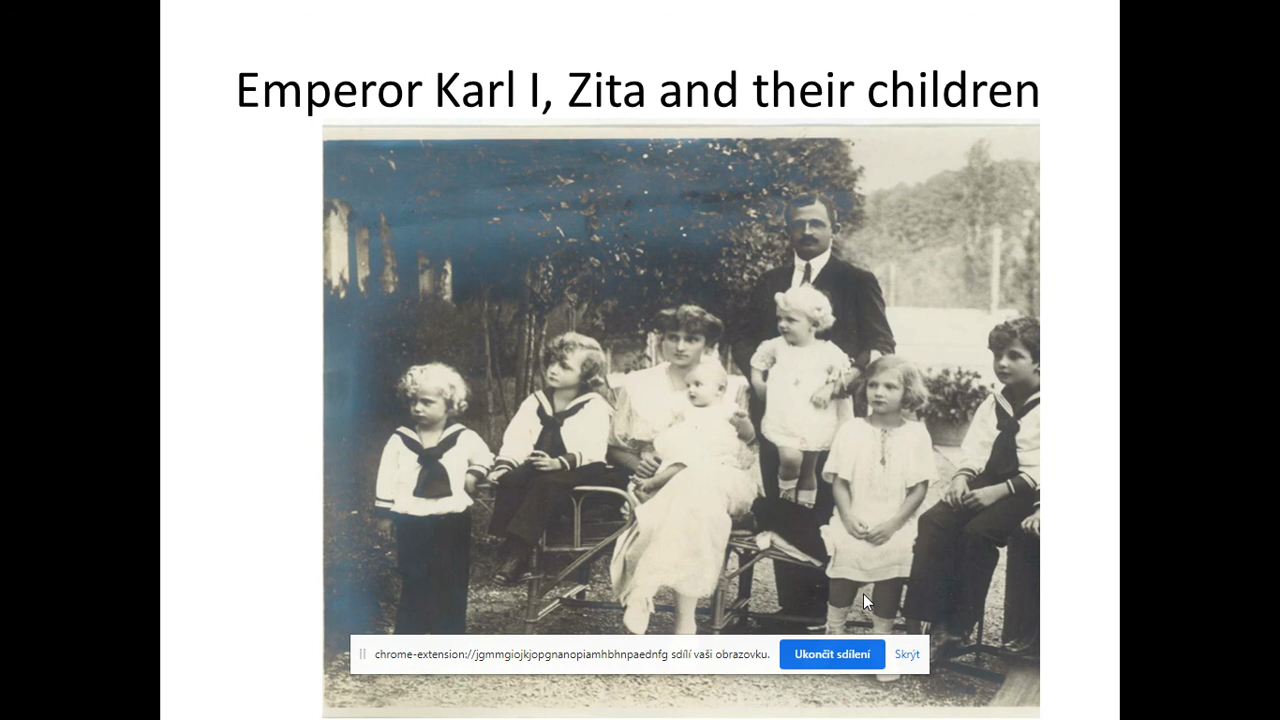 Emperor Karl I, Zita and their children
chrome-extension://jgmmgiojkjopgnanopiamhbhnpaednfg sdílí vaši obrazovku. Ukončit sdílení Skrýt